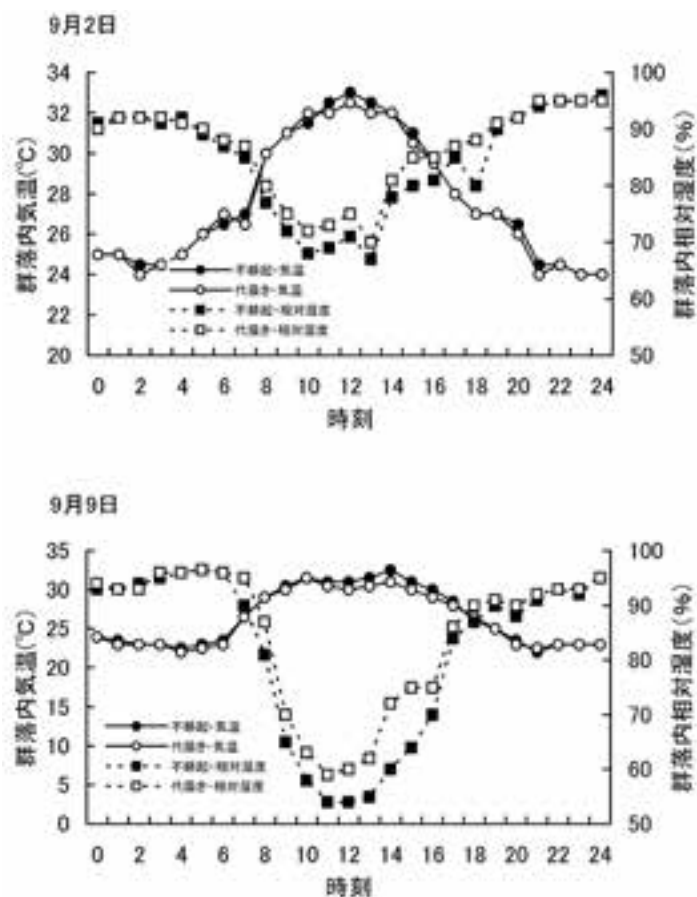 9月2日
群落内気温(℃)
34
32
30
28
26
24
22
20
100
90
80
70
60
50
群落内相対湿度(%)
不耕起・気温
代掻き・気温
不耕起・相対湿度
代掻き・相対湿度
0 2 4 6 8 10 12 14 16 18 20 22 24
時刻
9月9日
群落内気温(℃)
35
30
25
20
15
10
5
0
100
90
80
70
60
50
群落内相対湿度(%)
不耕起・気温
代掻き・気温
不耕起・相対湿度
代掻き・相対湿度
0 2 4 6 8 10 12 14 16 18 20 22 24
時刻